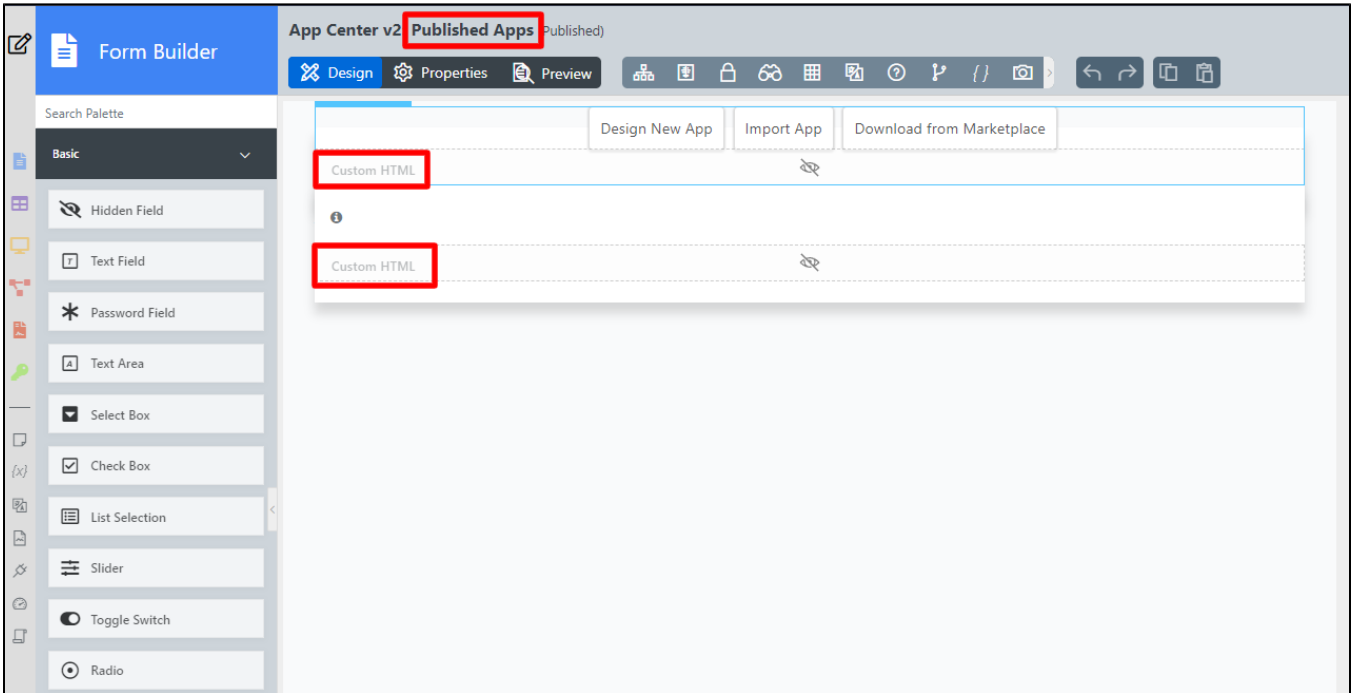 App Center v2 Published Apps Published)
Form Builder
Design Properties Preview
Search Palette
Basic
Design New App Import App Download from Marketplace
Custom HTML
Hidden Field
Text Field
Custom HTML
Password Field
Text Area
Select Box
Check Box
List Selection
Slider
Toggle Switch
Radio